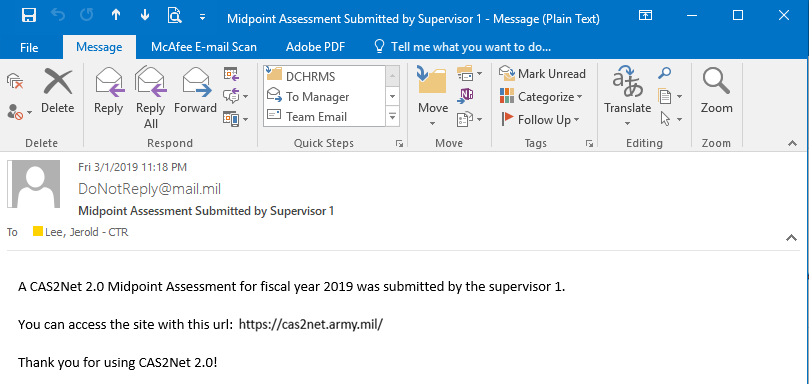 Midpoint Assessment Submitted by Supervisor 1 - Message (Plain Text)
File Message McAfee E-mail Scan Adobe PDF Tell me what you want to do...
Delete
Reply
Reply All
Forward
DCHRMS
To Manager
Team Email
Move
Mark Unread
Categorize
Follow Up
Translate
Zoom
Delete Respond Quick Steps Move Tags Editing Zoom
Fri 3/1/2019 11:18 PM
DoNotReply@mail.mil
Midpoint Assessment Submitted by Supervisor 1
To Lee, Jerold - CTR
A CAS2Net 2.0 Midpoint Assessment for fiscal year 2019 was submitted by the supervisor 1.
You can access the site with this url: https://cas2net.army.mil/
Thank you for using CAS2Net 2.0!